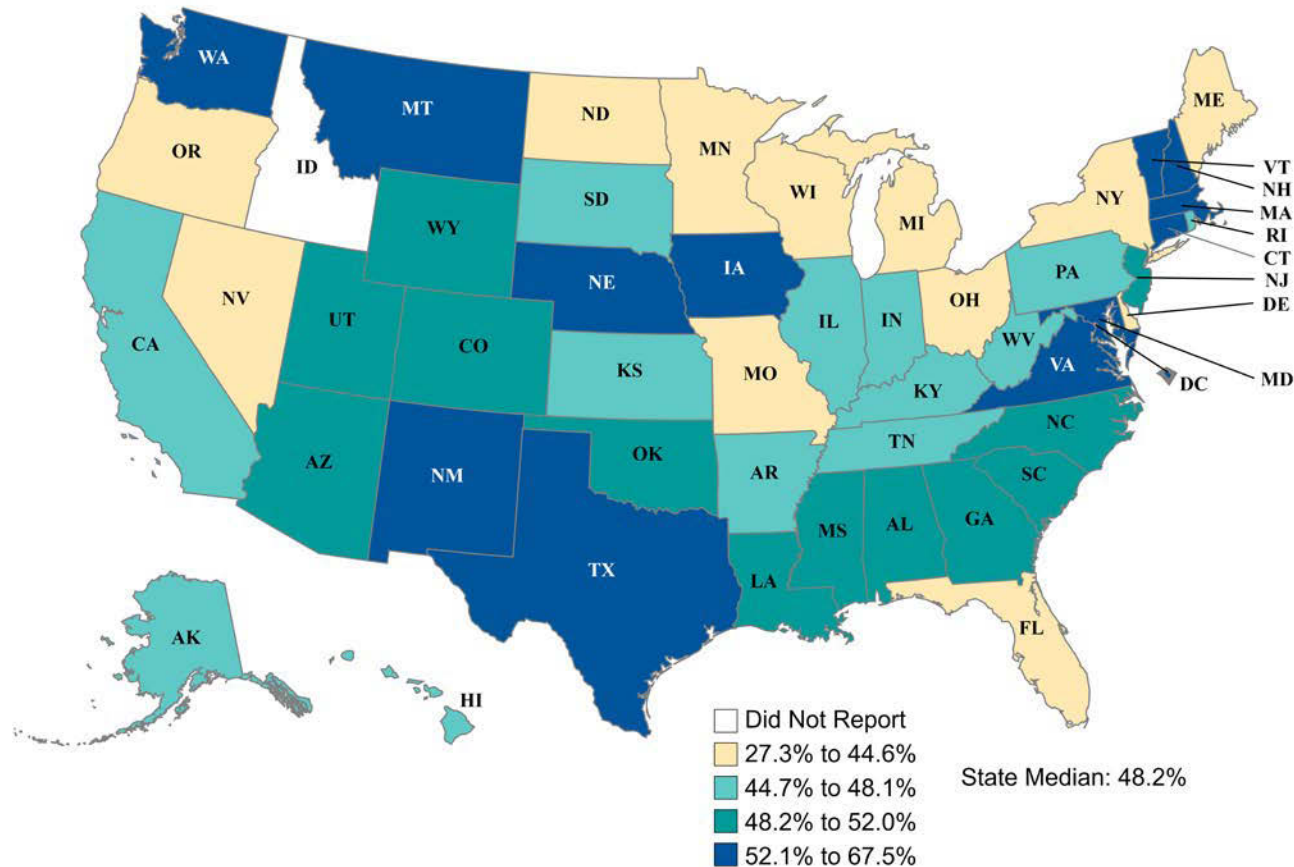 WA
MT
ND
ME
MN
OR
ID
VT
SD
WI
NH
NY
WY
MI
MA
RI
CT
IA
PA
NE
NJ
NV
OH
DE
UT
IL
IN
CA
CO
WV
KS
MO
VA
KY
MD
DC
NC
TN
AZ
OK
NM
AR
SC
MS
AL
GA
TX
LA
FL
AK
HI
Did Not Report
27.3% to 44.6%
44.7% to 48.1%
48.2% to 52.0%
52.1% to 67.5%
State Median: 48.2%